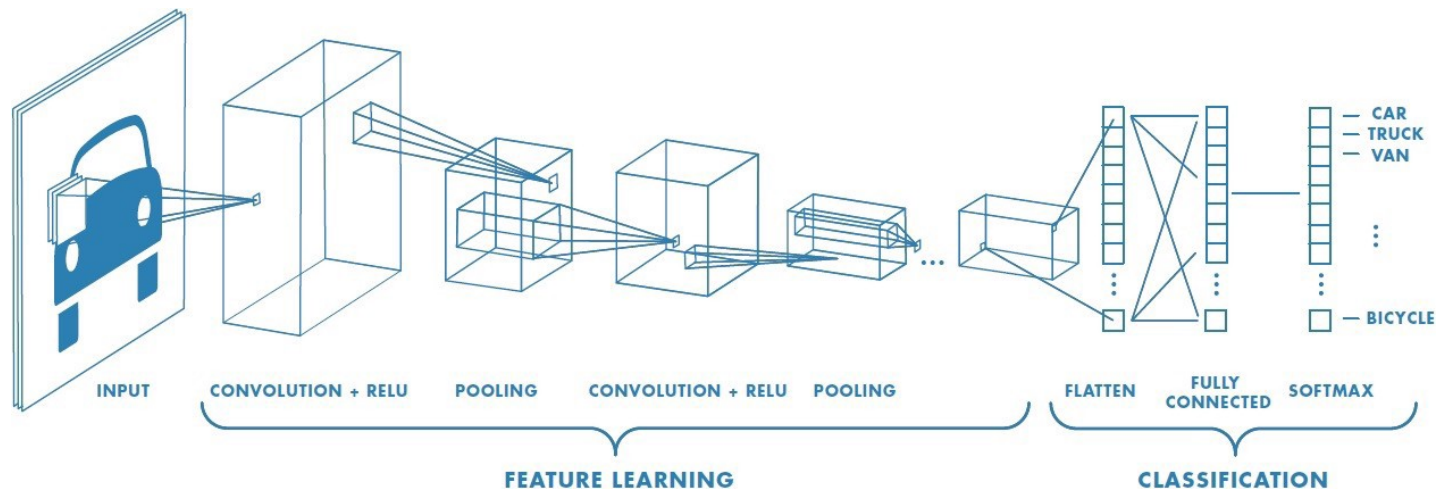 CAR
TRUCK
VAN
BICYCLE
INPUT
CONVOLUTION + RELU
POOLING
CONVOLUTION + RELU
POOLING
FLATTEN
FULLY
CONNECTED
SOFTMAX
FEATURE LEARNING
CLASSIFICATION